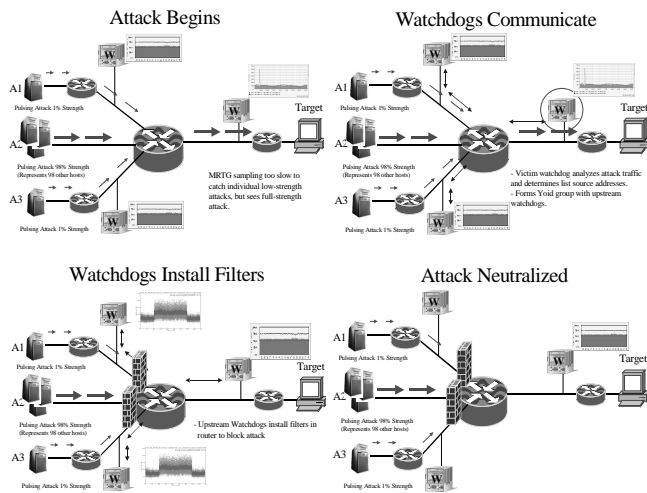 Attack Begins
W
A1
Pulsing Attack 1% Strength
W
Target
A2
Pulsing Attack 98% Strength
(Represents 98 other hosts)
MRTG sampling too slow to
catch individual low-strength
attacks, but sees full-strength
attack.
A3
Pulsing Attack 1% Strength
W
Watchdogs Communicate
W
A1
Pulsing Attack 1% Strength
W
Target
A2
Pulsing Attack 98% Strength
(Represents 98 other hosts)
- Victim watchdog analyzes attack traffic
and determines list source addresses.
- Forms Yoid group with upstream
watchdogs.
A3
Pulsing Attack 1% Strength
W
Watchdogs Install Filters
W
A1
Pulsing Attack 1% Strength
W
Target
A2
Pulsing Attack 98% Strength
(Represents 98 other hosts)
- Upstream Watchdogs install filters in
router to block attack
A3
Pulsing Attack 1% Strength
W
Attack Neutralized
W
A1
Pulsing Attack 1% Strength
W
Target
A2
Pulsing Attack 98% Strength
(Represents 98 other hosts)
A3
Pulsing Attack 1% Strength
W